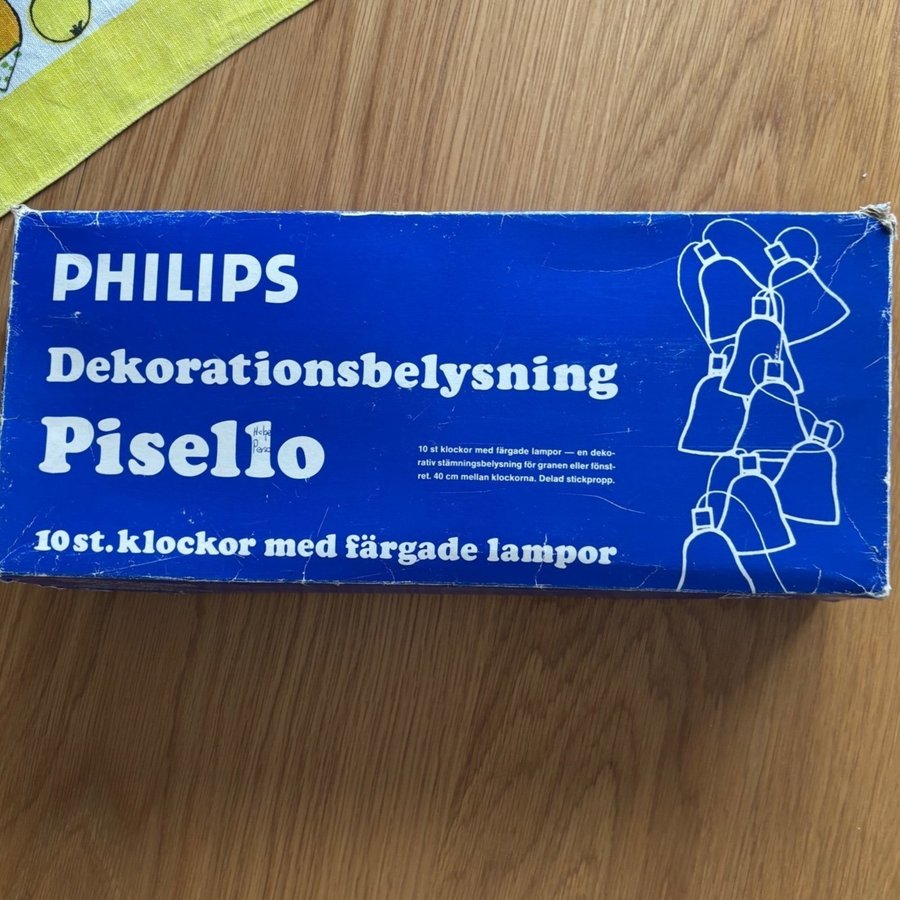 PHILIPS
Dekorationsbelysning
Pisello
10 st klockor med färgade lampor — en deko-
rativ stämningsbelysning för granen eller fönst-
ret. 40 cm mellan klockorna. Delad stickpropp.
10 st. klockor med färgade lampor